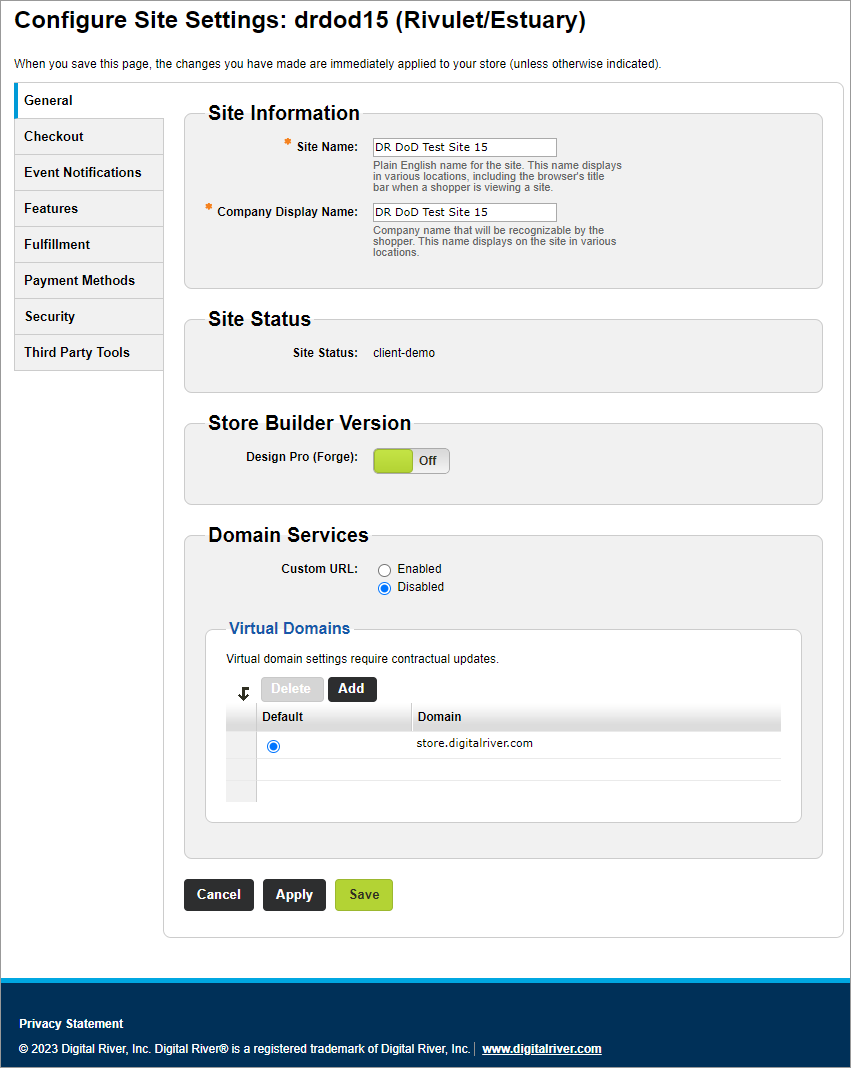 Configure Site Settings: drdod15 (Rivulet/Estuary)
When you save this page, the changes you have made are immediately applied to your store (unless otherwise indicated).
General
Checkout
Event Notifications
Features
Fulfillment
Payment Methods
Security
Third Party Tools
Site Information
* Site Name: DR DoD Test Site 15
Plain English name for the site. This name displays
in various locations, including the browser's title
bar when a shopper is viewing a site.
* Company Display Name: DR DoD Test Site 15
Company name that will be recognizable by the
shopper. This name displays on the site in various
locations.
Site Status
Site Status: client-demo
Store Builder Version
Design Pro (Forge): Off
Domain Services
Custom URL: Enabled
Disabled
Virtual Domains
Virtual domain settings require contractual updates.
Delete Add
Default Domain
store.digitalriver.com
Cancel Apply Save
Privacy Statement
© 2023 Digital River, Inc. Digital River® is a registered trademark of Digital River, Inc. | www.digitalriver.com